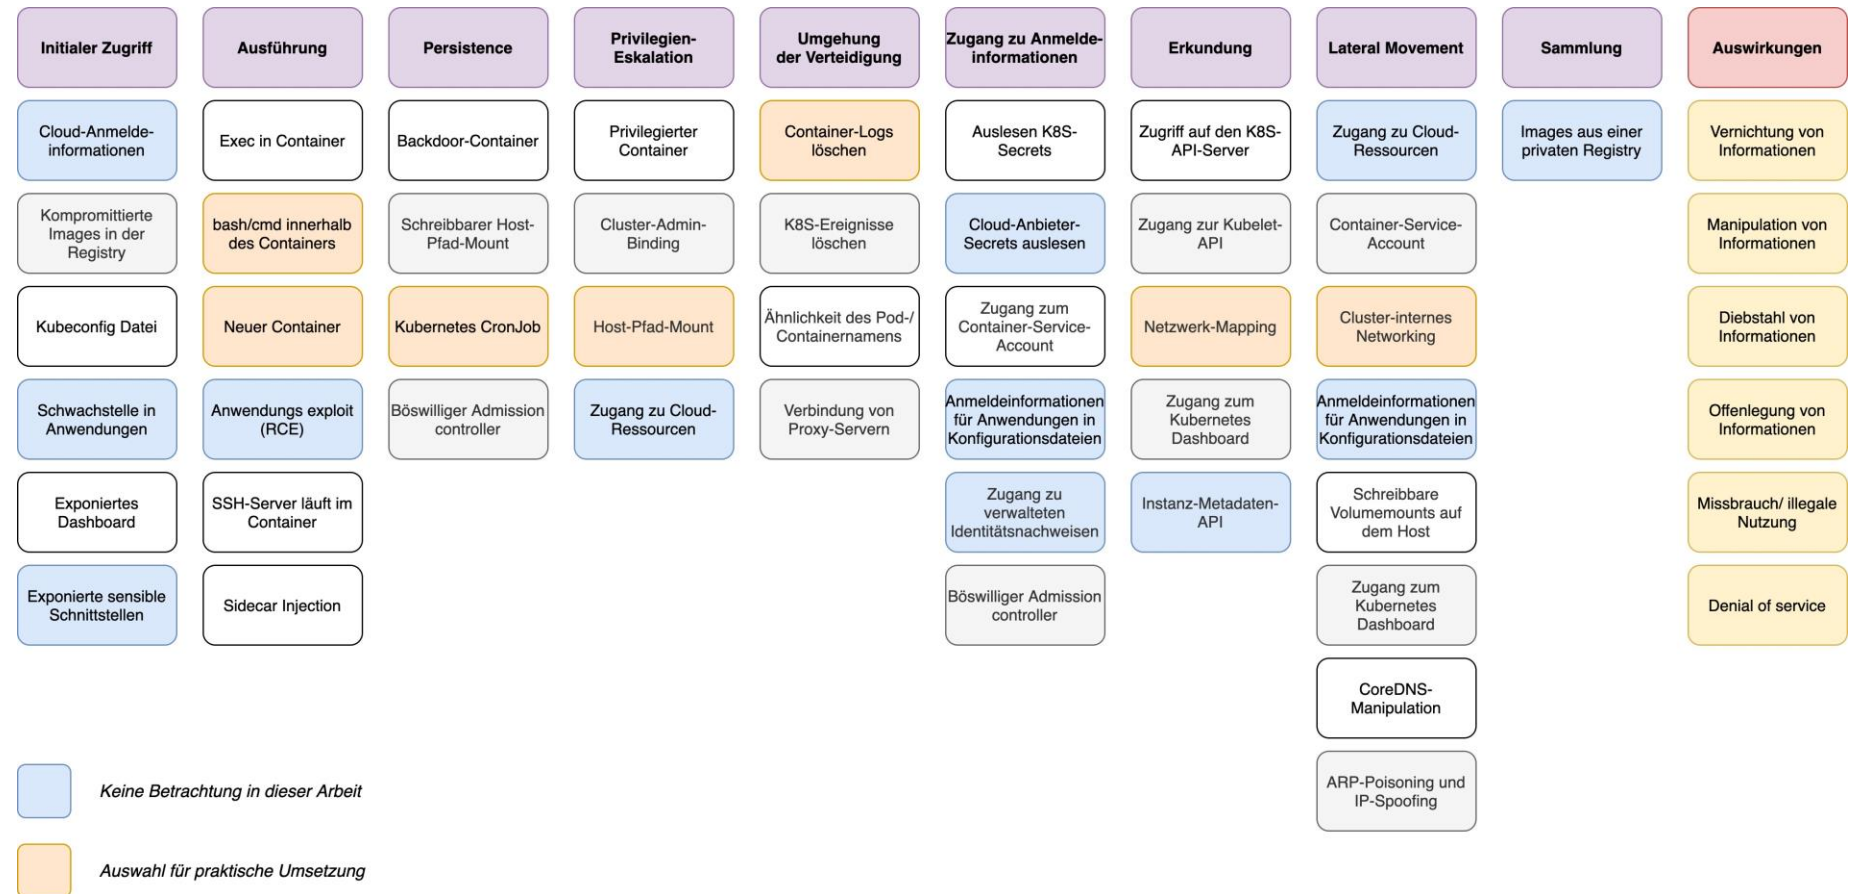 Initialer Zugriff
Ausführung
Persistence
Privilegien-
Eskalation
Umgehung
der Verteidigung
Zugang zu Anmelde-
informationen
Erkundung
Lateral Movement
Sammlung
Auswirkungen
Cloud-Anmelde-
informationen
Exec in Container
Backdoor-Container
Privilegierter
Container
Container-Logs
löschen
Auslesen K8S-
Secrets
Zugriff auf den K8S-
API-Server
Zugang zu Cloud-
Ressourcen
Images aus einer
privaten Registry
Vernichtung von
Informationen
Kompromittierte
Images in der
Registry
bash/cmd innerhalb
des Containers
Schreibbarer Host-
Pfad-Mount
Cluster-Admin-
Binding
K8S-Ereignisse
löschen
Cloud-Anbieter-
Secrets auslesen
Zugang zur Kubelet-
API
Container-Service-
Account
Manipulation von
Informationen
Kubeconfig Datei
Neuer Container
Kubernetes CronJob
Host-Pfad-Mount
Ähnlichkeit des Pod-/
Containernamens
Zugang zum
Container-Service-
Account
Netzwerk-Mapping
Cluster-internes
Networking
Diebstahl von
Informationen
Schwachstelle in
Anwendungen
Anwendungs exploit
(RCE)
Böswilliger Admission
controller
Zugang zu Cloud-
Ressourcen
Verbindung von
Proxy-Servern
Anmeldeinformationen
für Anwendungen in
Konfigurationsdateien
Zugang zum
Kubernetes
Dashboard
Anmeldeinformationen
für Anwendungen in
Konfigurationsdateien
Offenlegung von
Informationen
Exponiertes
Dashboard
SSH-Server läuft im
Container
Zugang zu
verwalteten
Identitätsnachweisen
Instanz-Metadaten-
API
Schreibbare
Volumemounts auf
dem Host
Missbrauch/ illegale
Nutzung
Exponierte sensible
Schnittstellen
Sidecar Injection
Böswilliger Admission
controller
Zugang zum
Kubernetes
Dashboard
Denial of service
CoreDNS-
Manipulation
ARP-Poisoning und
IP-Spoofing
Keine Betrachtung in dieser Arbeit
Auswahl für praktische Umsetzung